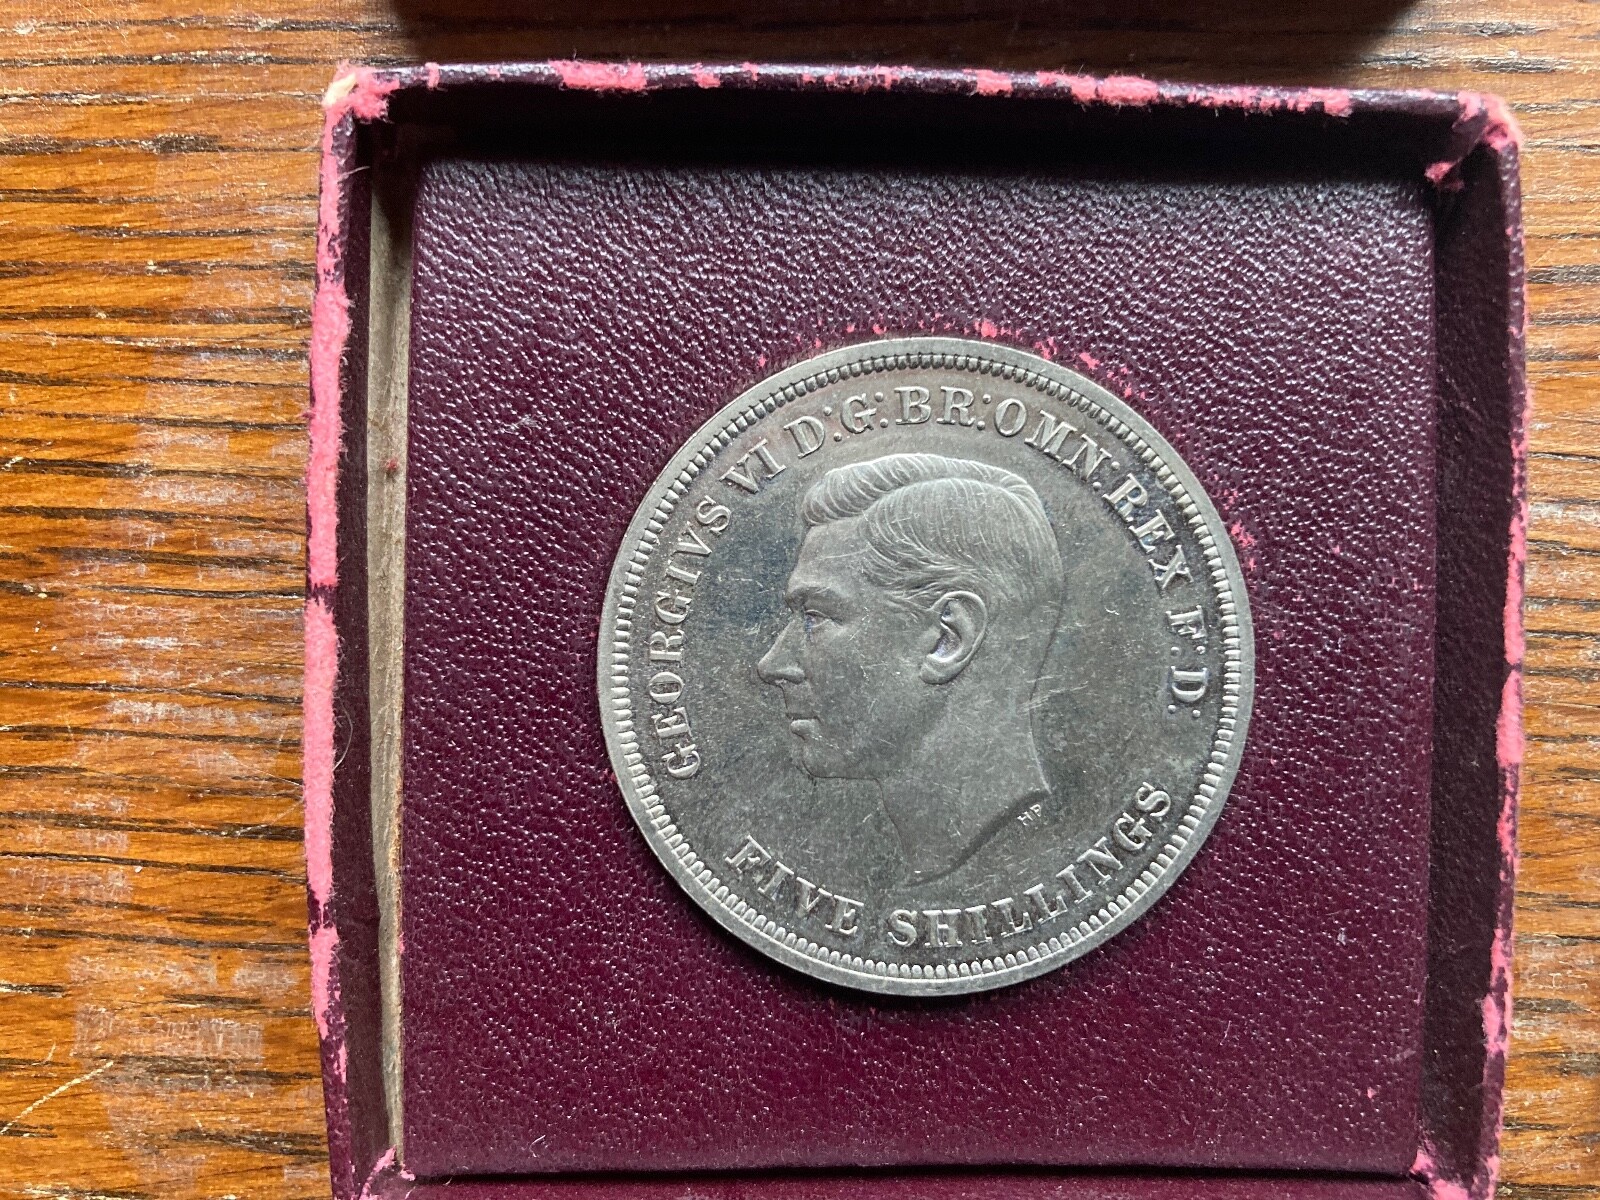 GEORGIVS VI D:G:BR:OMN:REX F:D:
HP
FIVE SHILLINGS